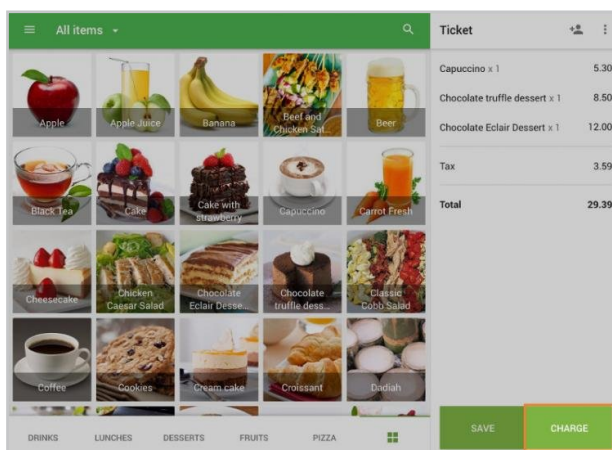 All items
Ticket
Apple
Apple Juice
Banana
Beef and
Chicken Sat...
Beer
Black Tea
Cake
Cake with
strawberry
Capuccino
Carrot Fresh
Cheesecake
Chicken
Caesar Salad
Chocolate
Eclair Desse...
Chocolate
truffle dess...
Classic
Cobb Salad
Coffee
Cookies
Cream cake
Croissant
Dadiah
DRINKS LUNCHES DESSERTS FRUITS PIZZA
Capuccino x 1 5.30
Chocolate truffle dessert x 1 8.50
Chocolate Eclair Dessert x 1 12.00
Tax 3.59
Total 29.39
SAVE CHARGE